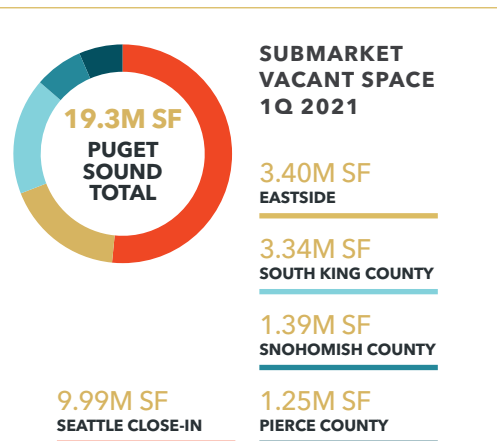 19.3M SF
PUGET
SOUND
TOTAL
SUBMARKET
VACANT SPACE
1Q 2021
3.40M SF
EASTSIDE
3.34M SF
SOUTH KING COUNTY
1.39M SF
SNOHOMISH COUNTY
9.99M SF
SEATTLE CLOSE-IN
1.25M SF
PIERCE COUNTY